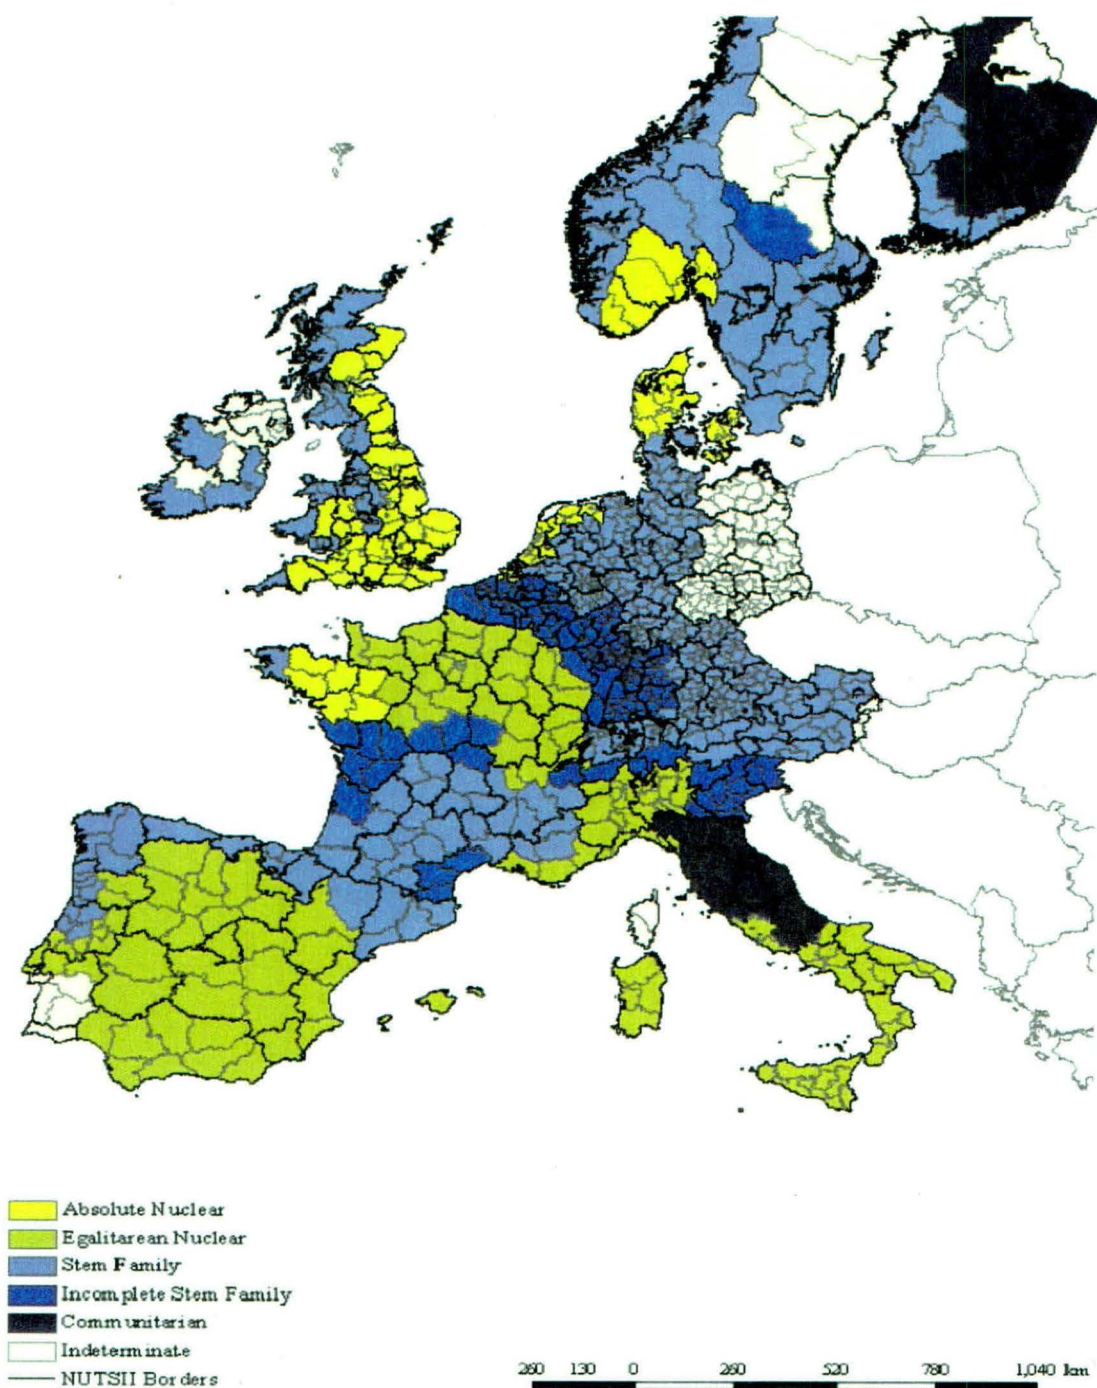 Absolute Nuclear
Egalitarean Nuclear
Stem Family
Incomplete Stem Family
Communitarian
Indeterminate
NUTSII Borders
260 130 0 260 520 780 1,040 km